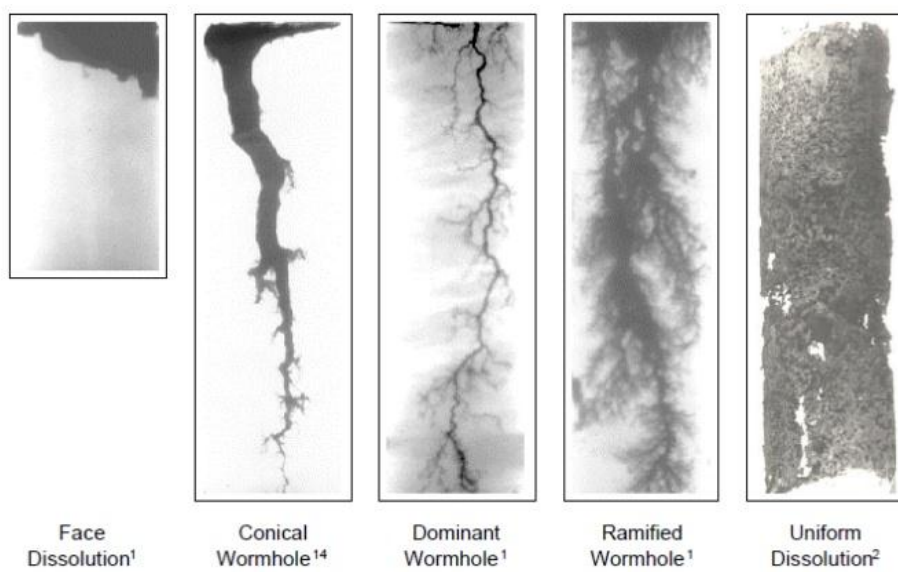 Face
Dissolution¹
Conical
Wormhole¹⁴
Dominant
Wormhole¹
Ramified
Wormhole¹
Uniform
Dissolution²